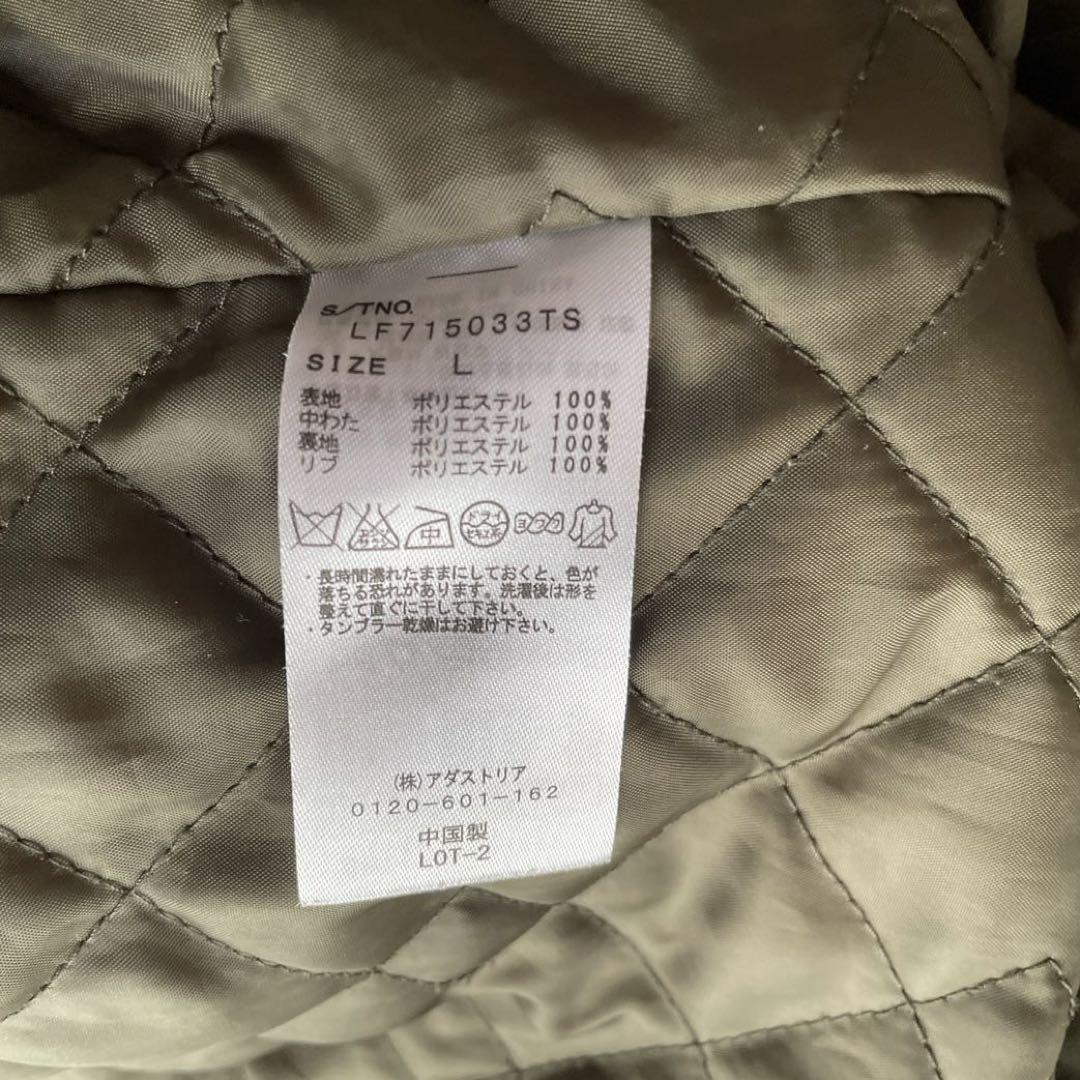 S/TNO.
LF715033TS
SIZE L
表地 ポリエステル 100%
中わた ポリエステル 100%
裏地 ポリエステル 100%
リブ ポリエステル 100%
中 ヨワク
・長時間濡れたままにしておくと、色が
落ちる恐れがあります。洗濯後は形を
整えて直ぐに干して下さい。
・タンブラー乾燥はお避け下さい。
(株)アダストリア
0120-601-162
中国製
LOT-2